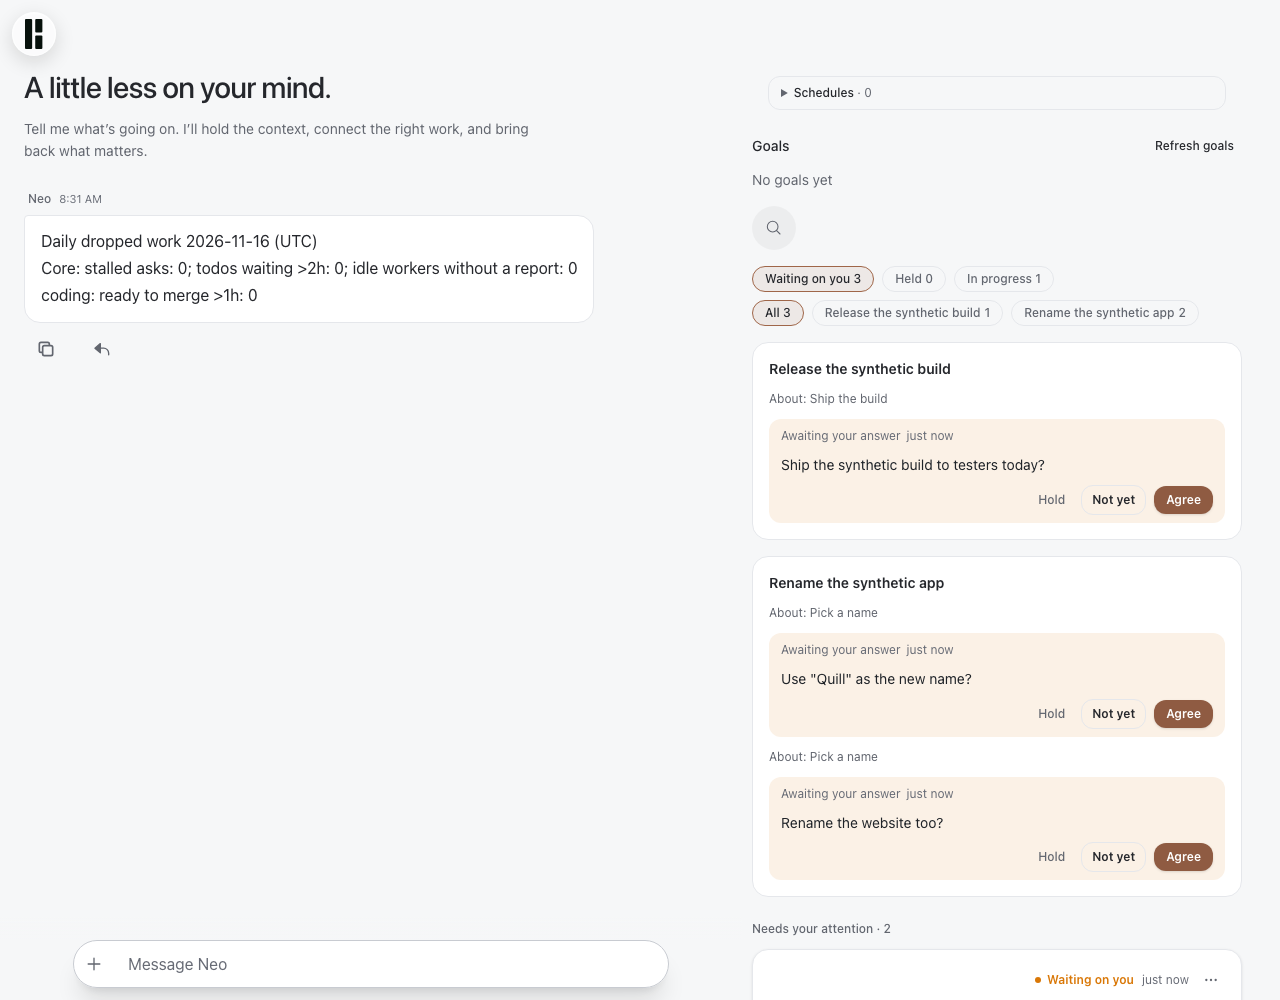 A little less on your mind.
Tell me what’s going on. I’ll hold the context, connect the right work, and bring
back what matters.
Neo 8:31 AM
Daily dropped work 2026-11-16 (UTC)
Core: stalled asks: 0; todos waiting >2h: 0; idle workers without a report: 0
coding: ready to merge >1h: 0
Message Neo
Schedules · 0
Goals Refresh goals
No goals yet
Waiting on you 3 Held 0 In progress 1
All 3 Release the synthetic build 1 Rename the synthetic app 2
Release the synthetic build
About: Ship the build
Awaiting your answer just now
Ship the synthetic build to testers today?
Hold Not yet Agree
Rename the synthetic app
About: Pick a name
Awaiting your answer just now
Use "Quill" as the new name?
Hold Not yet Agree
About: Pick a name
Awaiting your answer just now
Rename the website too?
Hold Not yet Agree
Needs your attention · 2
Waiting on you just now